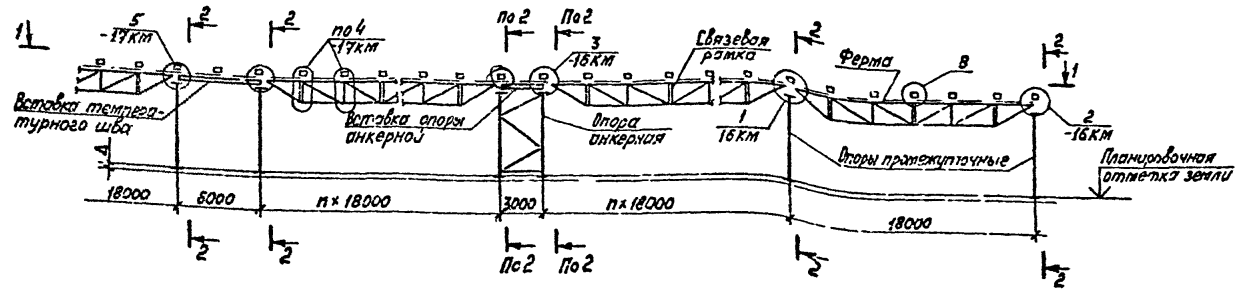 1
5
-17КМ
2
2
по 4
-17КМ
По 2
По 2
3
-16КМ
Связевая
рамка
2
Ферма
В
2
1
Вставка темпера-
турного шва
Вставка опоры
анкерной
Опора
анкерная
1
16КМ
2
-16КМ
Опоры промежуточные
Планировочная
отметка земли
18000
6000
п×18000
3000
п×18000
18000
2
2
По 2
По 2
2
2